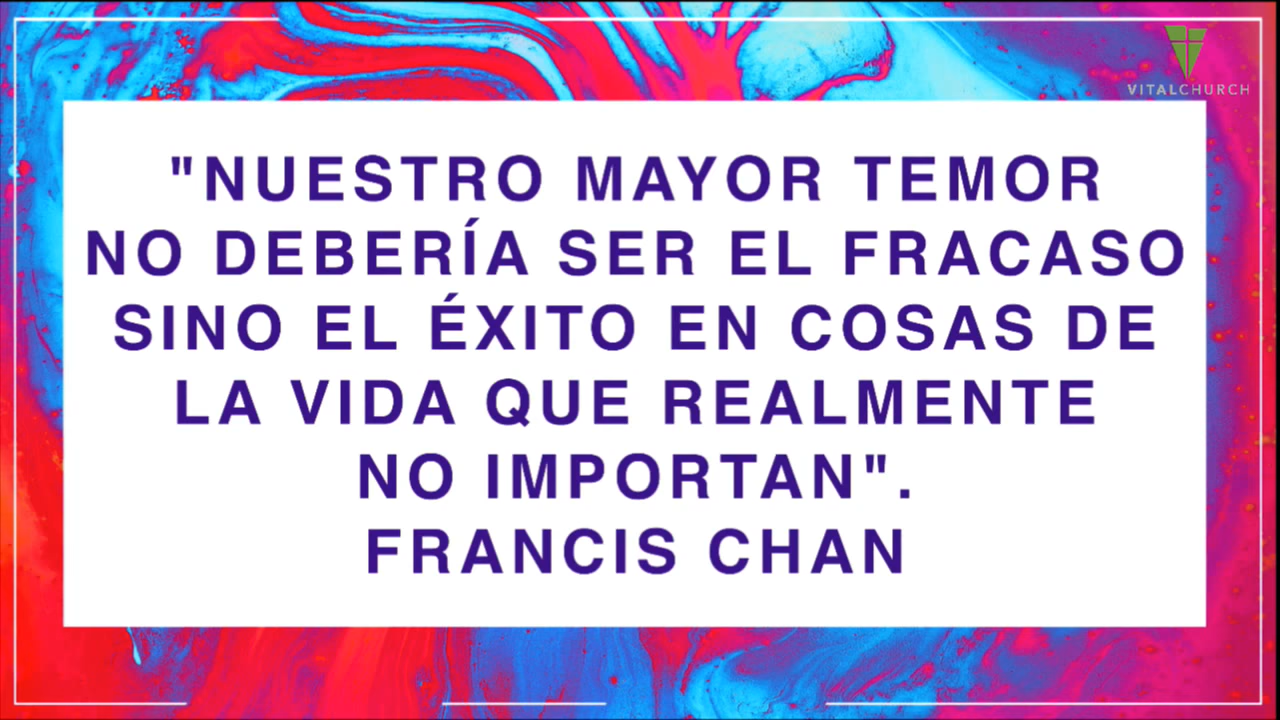 VITALCHURCH
"NUESTRO MAYOR TEMOR
NO DEBERÍA SER EL FRACASO
SINO EL ÉXITO EN COSAS DE
LA VIDA QUE REALMENTE
NO IMPORTAN".
FRANCIS CHAN